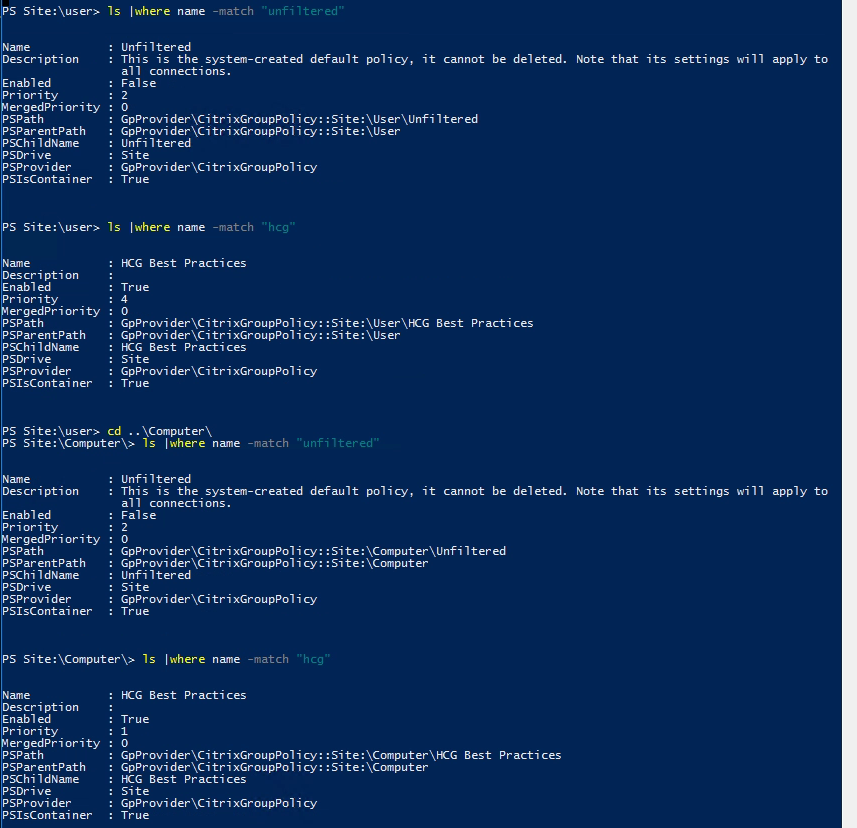 PS Site:\user> ls |where name -match "unfiltered"
Name : Unfiltered
Description : This is the system-created default policy, it cannot be deleted. Note that its settings will apply to
all connections.
Enabled : False
Priority : 2
MergedPriority : 0
PSPath : GpProvider\CitrixGroupPolicy::Site:\User\Unfiltered
PSParentPath : GpProvider\CitrixGroupPolicy::Site:\User
PSChildName : Unfiltered
PSDrive : Site
PSProvider : GpProvider\CitrixGroupPolicy
PSIsContainer : True
PS Site:\user> ls |where name -match "hcg"
Name : HCG Best Practices
Description :
Enabled : True
Priority : 4
MergedPriority : 0
PSPath : GpProvider\CitrixGroupPolicy::Site:\User\HCG Best Practices
PSParentPath : GpProvider\CitrixGroupPolicy::Site:\User
PSChildName : HCG Best Practices
PSDrive : Site
PSProvider : GpProvider\CitrixGroupPolicy
PSIsContainer : True
PS Site:\user> cd ..\Computer\
PS Site:\Computer\> ls |where name -match "unfiltered"
Name : Unfiltered
Description : This is the system-created default policy, it cannot be deleted. Note that its settings will apply to
all connections.
Enabled : False
Priority : 2
MergedPriority : 0
PSPath : GpProvider\CitrixGroupPolicy::Site:\Computer\Unfiltered
PSParentPath : GpProvider\CitrixGroupPolicy::Site:\Computer
PSChildName : Unfiltered
PSDrive : Site
PSProvider : GpProvider\CitrixGroupPolicy
PSIsContainer : True
PS Site:\Computer\> ls |where name -match "hcg"
Name : HCG Best Practices
Description :
Enabled : True
Priority : 1
MergedPriority : 0
PSPath : GpProvider\CitrixGroupPolicy::Site:\Computer\HCG Best Practices
PSParentPath : GpProvider\CitrixGroupPolicy::Site:\Computer
PSChildName : HCG Best Practices
PSDrive : Site
PSProvider : GpProvider\CitrixGroupPolicy
PSIsContainer : True